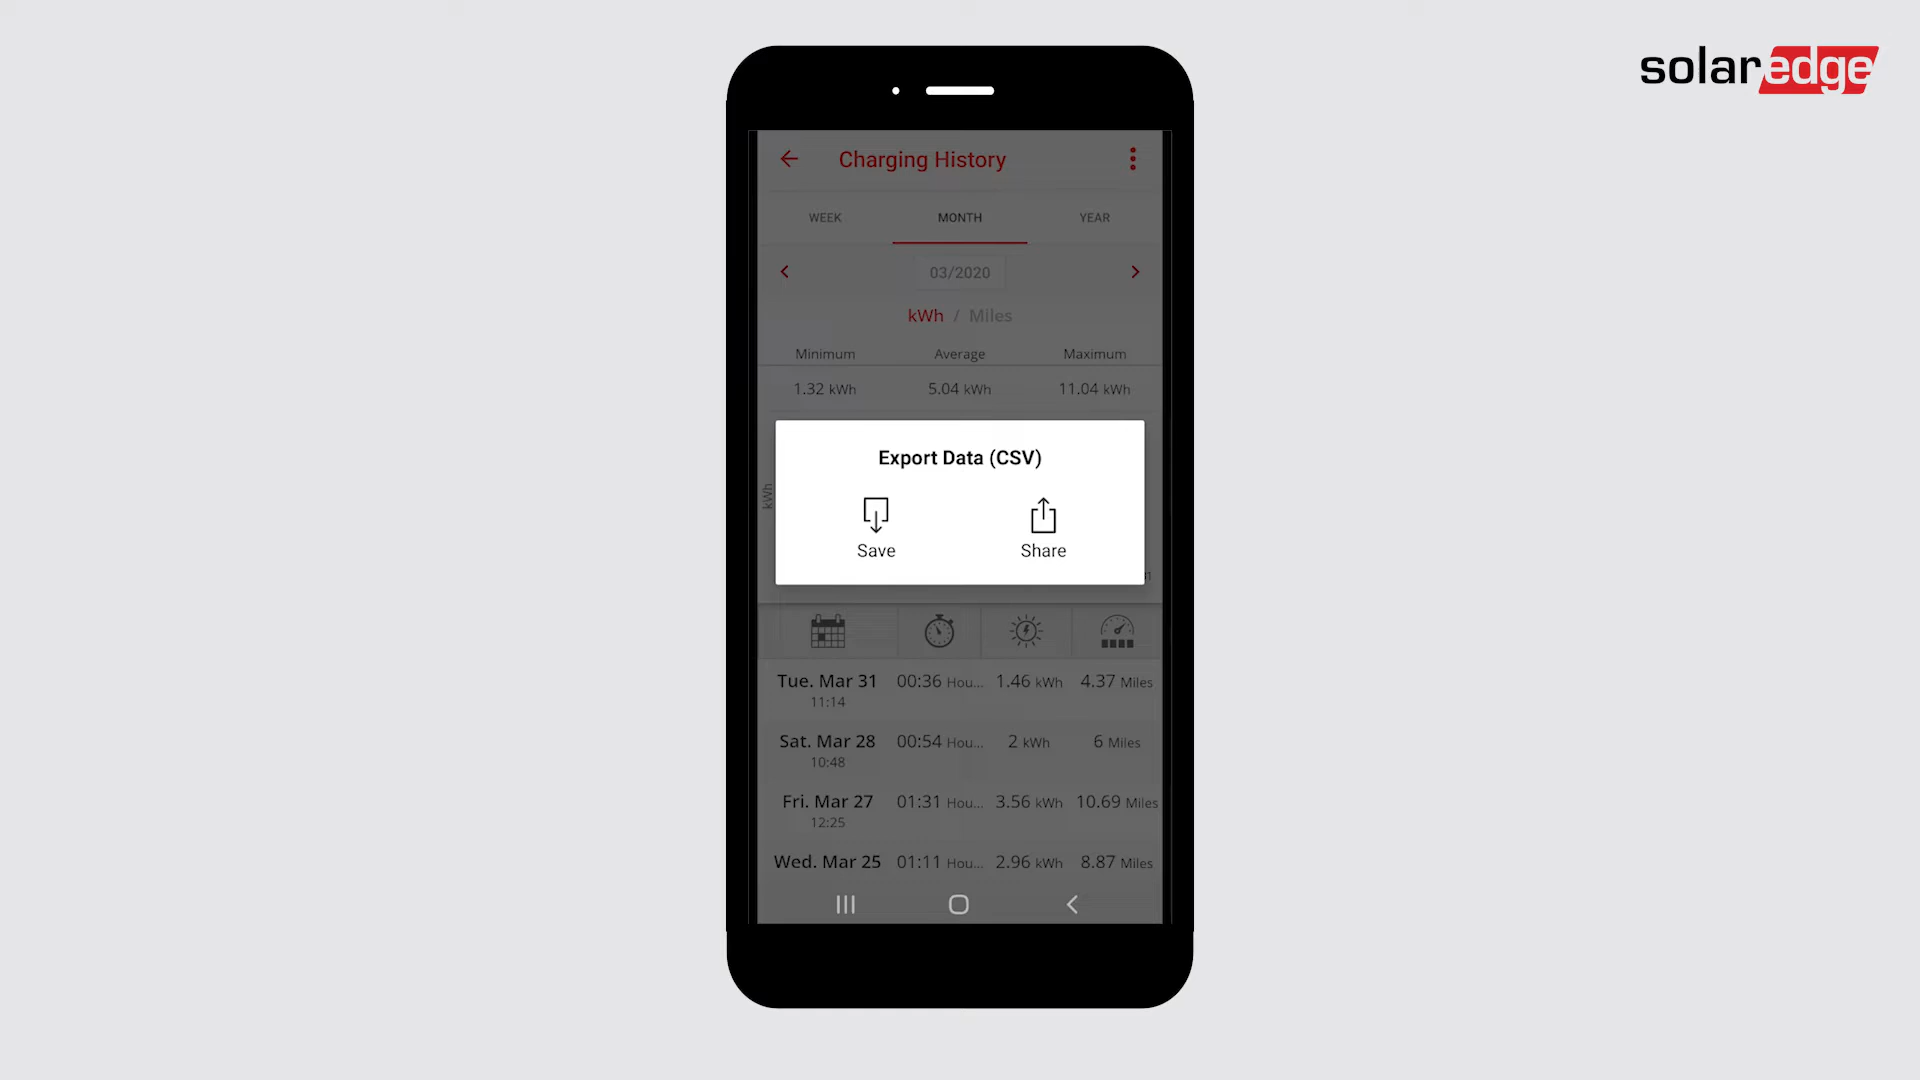 solaredge
Charging History
WEEK MONTH YEAR
03/2020
kWh / Miles
Minimum Average Maximum
1.32 kWh 5.04 kWh 11.04 kWh
Export Data (CSV)
kWh
Save Share
Tue. Mar 31 00:36 Hou... 1.46 kWh 4.37 Miles
11:14
Sat. Mar 28 00:54 Hou... 2 kWh 6 Miles
10:48
Fri. Mar 27 01:31 Hou... 3.56 kWh 10.69 Miles
12:25
Wed. Mar 25 01:11 Hou... 2.96 kWh 8.87 Miles